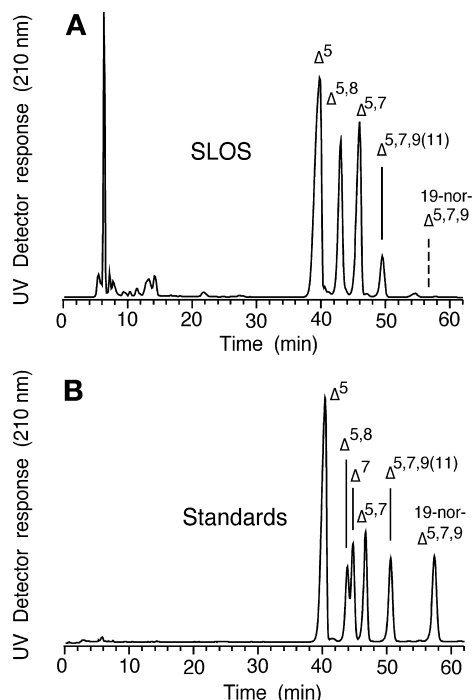 A
UV Detector response (210 nm)
SLOS
Δ5
Δ5,8
Δ5,7
Δ5,7,9(11)
19-nor-
Δ5,7,9
0 10 20 30 40 50 60
Time (min)
B
UV Detector response (210 nm)
Standards
Δ5
Δ5,8
Δ7
Δ5,7
Δ5,7,9(11)
19-nor-
Δ5,7,9
0 10 20 30 40 50 60
Time (min)